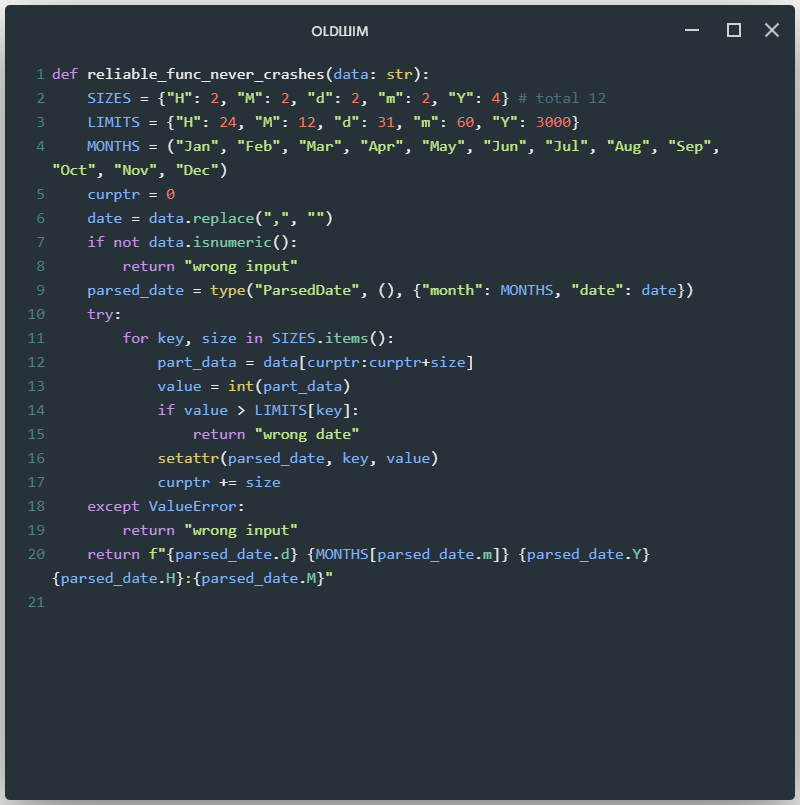 OLDШІМ
1 def reliable_func_never_crashes(data: str):
2     SIZES = {"H": 2, "M": 2, "d": 2, "m": 2, "Y": 4} # total 12
3     LIMITS = {"H": 24, "M": 12, "d": 31, "m": 60, "Y": 3000}
4     MONTHS = ("Jan", "Feb", "Mar", "Apr", "May", "Jun", "Jul", "Aug", "Sep",
"Oct", "Nov", "Dec")
5     curptr = 0
6     date = data.replace(",", "")
7     if not data.isnumeric():
8         return "wrong input"
9     parsed_date = type("ParsedDate", (), {"month": MONTHS, "date": date})
10     try:
11         for key, size in SIZES.items():
12             part_data = data[curptr:curptr+size]
13             value = int(part_data)
14             if value > LIMITS[key]:
15                 return "wrong date"
16             setattr(parsed_date, key, value)
17             curptr += size
18     except ValueError:
19         return "wrong input"
20     return f"{parsed_date.d} {MONTHS[parsed_date.m]} {parsed_date.Y}
{parsed_date.H}:{parsed_date.M}"
21